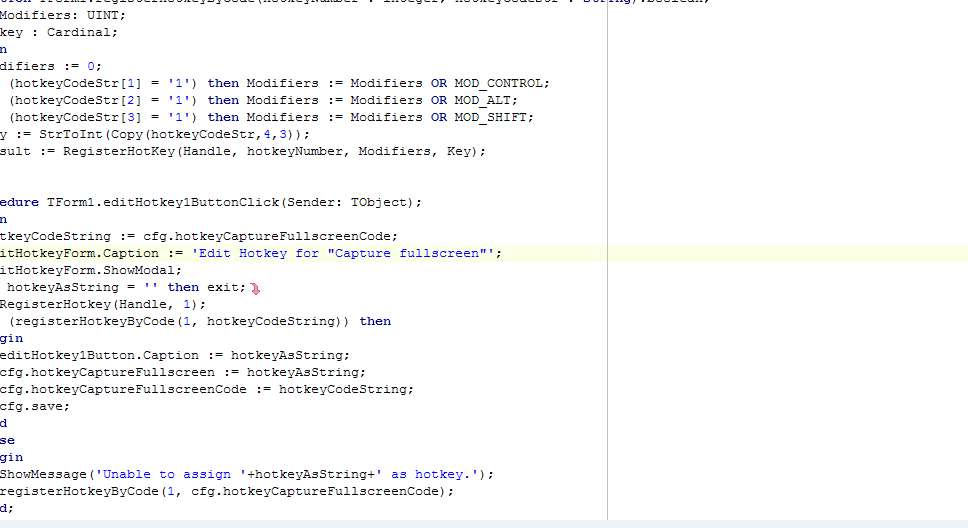 Modifiers: UINT;
key : Cardinal;
n
difiers := 0;
(hotkeyCodeStr[1] = '1') then Modifiers := Modifiers OR MOD_CONTROL;
(hotkeyCodeStr[2] = '1') then Modifiers := Modifiers OR MOD_ALT;
(hotkeyCodeStr[3] = '1') then Modifiers := Modifiers OR MOD_SHIFT;
y := StrToInt(Copy(hotkeyCodeStr,4,3));
sult := RegisterHotKey(Handle, hotkeyNumber, Modifiers, Key);
edure TForm1.editHotkey1ButtonClick(Sender: TObject);
n
tkeyCodeString := cfg.hotkeyCaptureFullscreenCode;
itHotkeyForm.Caption := 'Edit Hotkey for "Capture fullscreen"';
itHotkeyForm.ShowModal;
hotkeyAsString = '' then exit;
RegisterHotkey(Handle, 1);
(registerHotkeyByCode(1, hotkeyCodeString)) then
gin
editHotkey1Button.Caption := hotkeyAsString;
cfg.hotkeyCaptureFullscreen := hotkeyAsString;
cfg.hotkeyCaptureFullscreenCode := hotkeyCodeString;
cfg.save;
d
se
gin
ShowMessage('Unable to assign '+hotkeyAsString+' as hotkey.');
registerHotkeyByCode(1, cfg.hotkeyCaptureFullscreenCode);
d;